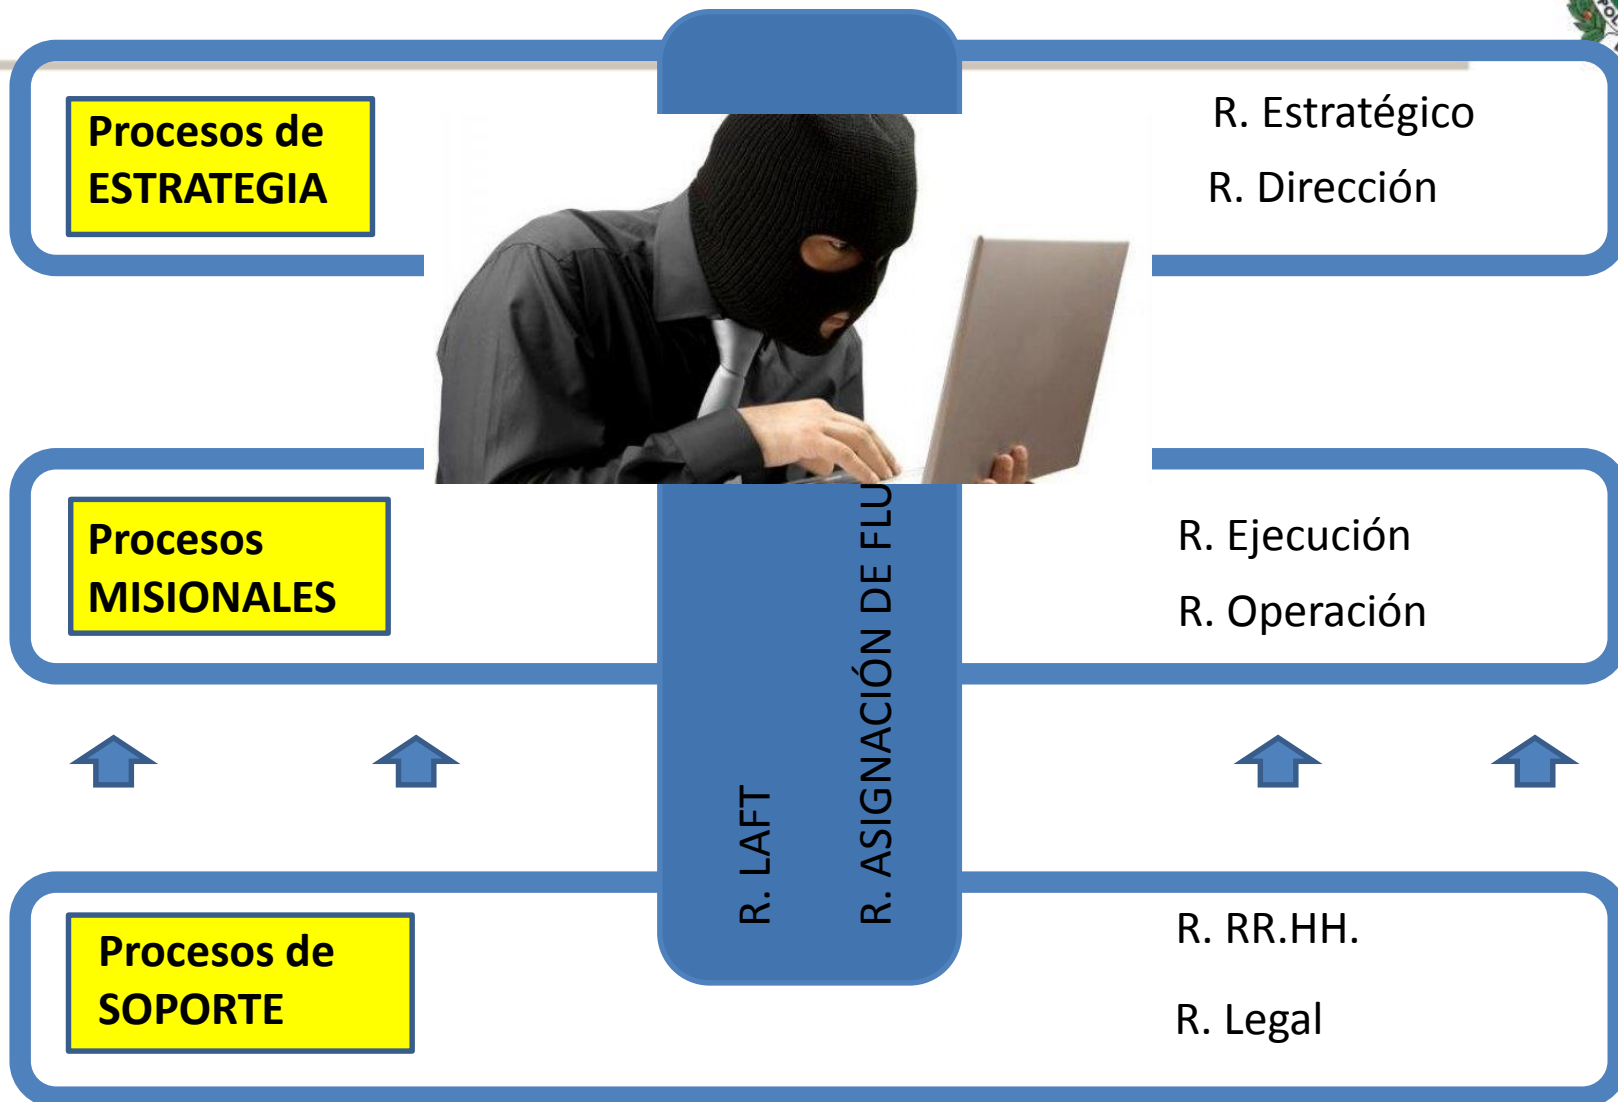 Procesos de
ESTRATEGIA
R. Estratégico
R. Dirección
Procesos
MISIONALES
R. Ejecución
R. Operación
R. LAFT
R. ASIGNACIÓN DE FLU
Procesos de
SOPORTE
R. RR.HH.
R. Legal